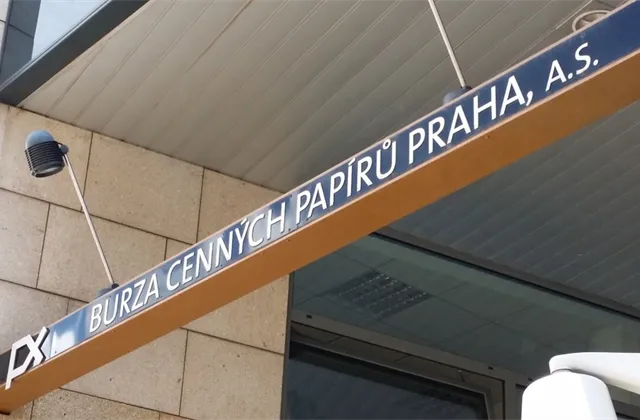 PX BURZA CENNÝCH PAPÍRŮ PRAHA, A.S.